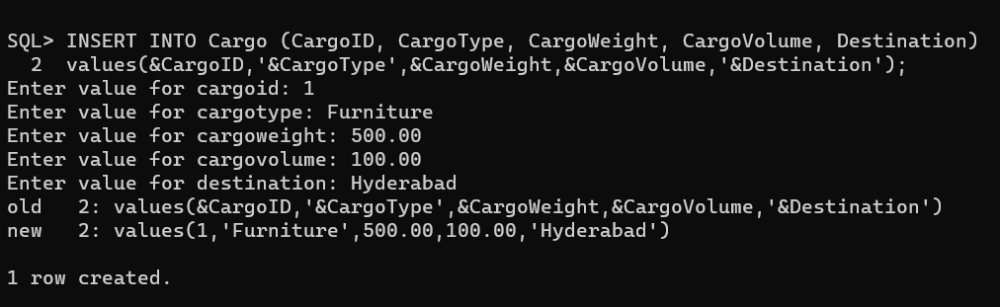 SQL> INSERT INTO Cargo (CargoID, CargoType, CargoWeight, CargoVolume, Destination)
  2  values(&CargoID,'&CargoType',&CargoWeight,&CargoVolume,'&Destination');
Enter value for cargoid: 1
Enter value for cargotype: Furniture
Enter value for cargoweight: 500.00
Enter value for cargovolume: 100.00
Enter value for destination: Hyderabad
old   2: values(&CargoID,'&CargoType',&CargoWeight,&CargoVolume,'&Destination')
new   2: values(1,'Furniture',500.00,100.00,'Hyderabad')
1 row created.